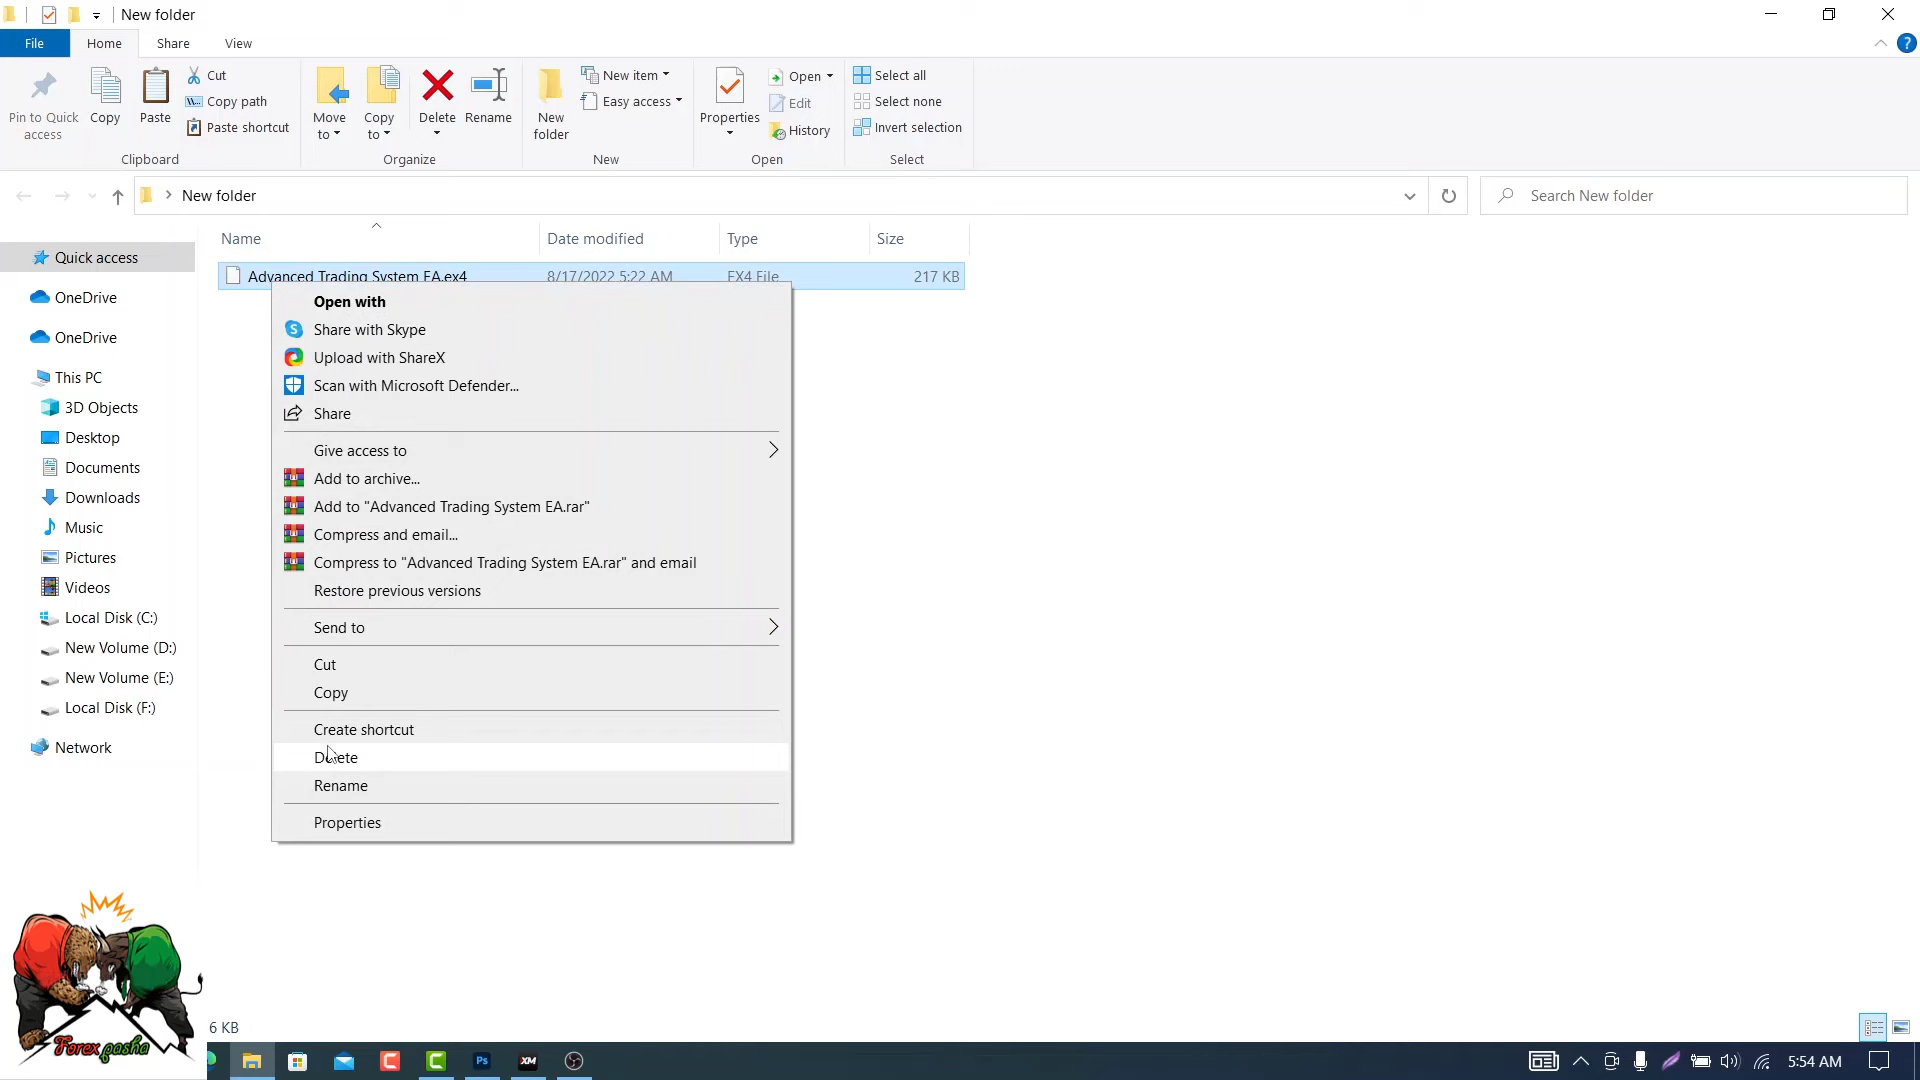 New folder
File Home Share View
Pin to Quick access
Copy
Paste
Cut
Copy path
Paste shortcut
Clipboard
Move to
Copy to
Delete
Rename
Organize
New folder
New item
Easy access
New
Properties
Open
Edit
History
Open
Select all
Select none
Invert selection
Select
New folder
Search New folder
Name Date modified Type Size
Advanced Trading System EA.ex4 8/17/2022 5:22 AM EX4 File 217 KB
Quick access
OneDrive
OneDrive
This PC
3D Objects
Desktop
Documents
Downloads
Music
Pictures
Videos
Local Disk (C:)
New Volume (D:)
New Volume (E:)
Local Disk (F:)
Network
Open with
Share with Skype
Upload with ShareX
Scan with Microsoft Defender...
Share
Give access to
Add to archive...
Add to "Advanced Trading System EA.rar"
Compress and email...
Compress to "Advanced Trading System EA.rar" and email
Restore previous versions
Send to
Cut
Copy
Create shortcut
Delete
Rename
Properties
Forex pasha
6 KB
Ps
XM
5:54 AM